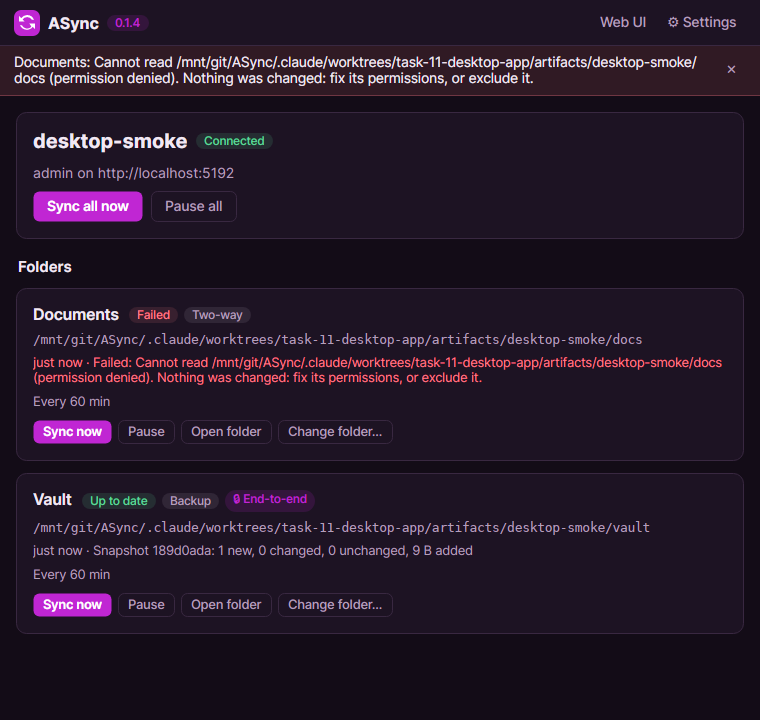 ASync 0.1.4 Web UI ⚙ Settings
Documents: Cannot read /mnt/git/ASync/.claude/worktrees/task-11-desktop-app/artifacts/desktop-smoke/
docs (permission denied). Nothing was changed: fix its permissions, or exclude it. ×
desktop-smoke Connected
admin on http://localhost:5192
Sync all now Pause all
Folders
Documents Failed Two-way
/mnt/git/ASync/.claude/worktrees/task-11-desktop-app/artifacts/desktop-smoke/docs
just now · Failed: Cannot read /mnt/git/ASync/.claude/worktrees/task-11-desktop-app/artifacts/desktop-smoke/docs
(permission denied). Nothing was changed: fix its permissions, or exclude it.
Every 60 min
Sync now Pause Open folder Change folder...
Vault Up to date Backup End-to-end
/mnt/git/ASync/.claude/worktrees/task-11-desktop-app/artifacts/desktop-smoke/vault
just now · Snapshot 189d0ada: 1 new, 0 changed, 0 unchanged, 9 B added
Every 60 min
Sync now Pause Open folder Change folder...